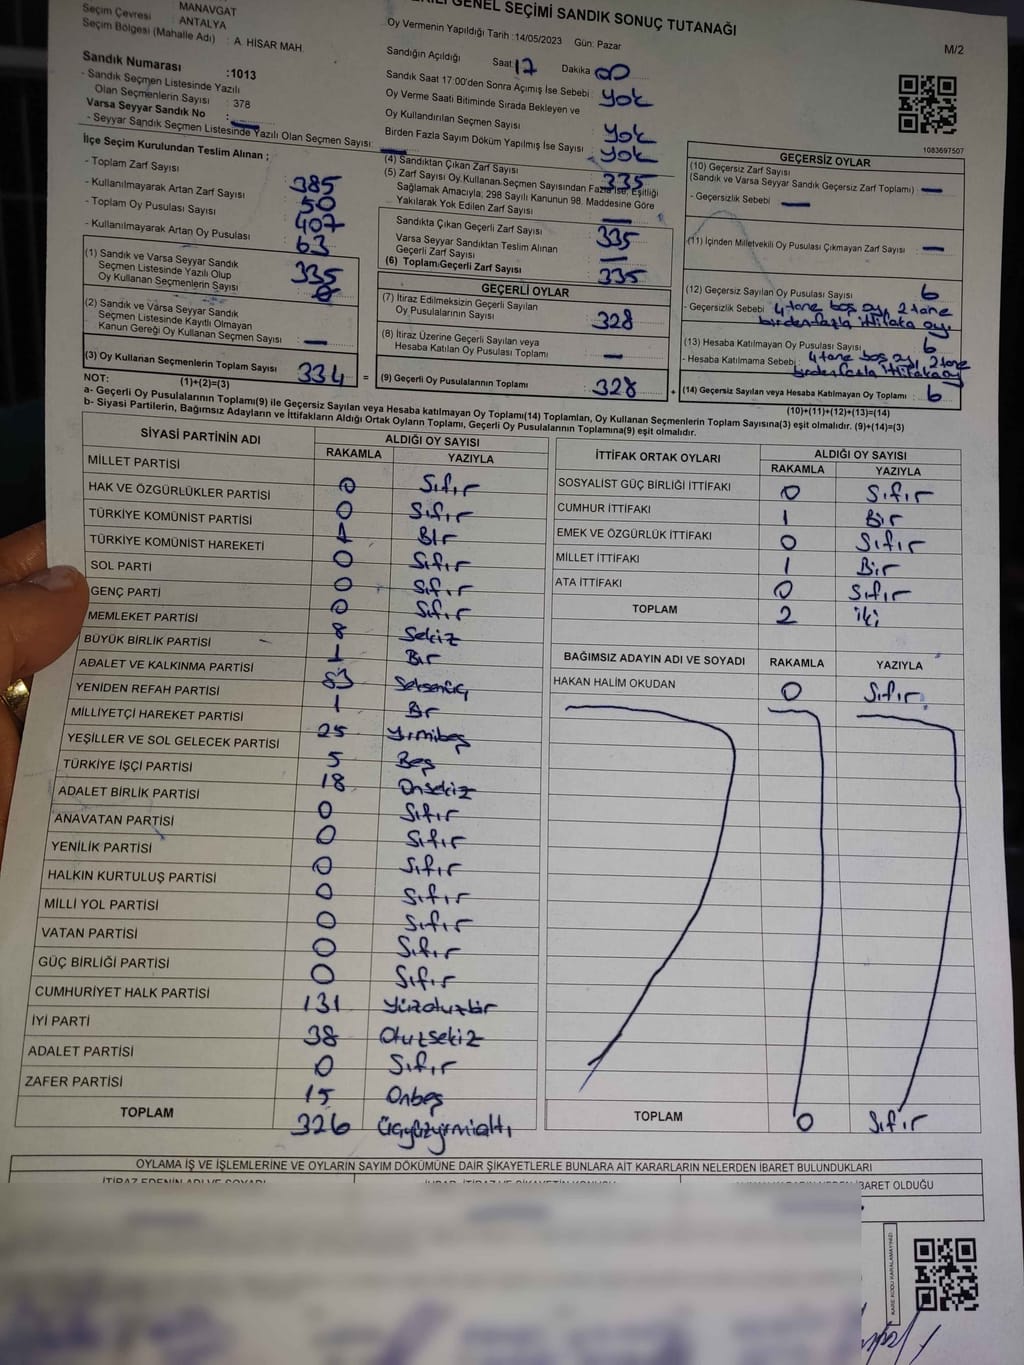 GENEL SEÇİMİ SANDIK SONUÇ TUTANAĞI
M/2
Seçim Çevresi : MANAVGAT
ANTALYA
Seçim Bölgesi (Mahalle Adı) : A HİSAR MAH.
Sandık Numarası :1013
- Sandık Seçmen Listesinde Yazılı
Olan Seçmenlerin Sayısı : 378
Varsa Seyyar Sandık No :
- Seyyar Sandık Seçmen Listesinde Yazılı Olan Seçmen Sayısı:
İlçe Seçim Kurulundan Teslim Alınan ;
- Toplam Zarf Sayısı : 385
- Kullanılmayarak Artan Zarf Sayısı : 50
- Toplam Oy Pusulası Sayısı : 407
- Kullanılmayarak Artan Oy Pusulası : 63
(1) Sandık ve Varsa Seyyar Sandık
Seçmen Listesinde Yazılı Olup
Oy Kullanan Seçmenlerin Sayısı : 335
(2) Sandık ve Varsa Seyyar Sandık
Seçmen Listesinde Kayıtlı Olmayan
Kanun Gereği Oy Kullanan Seçmen Sayısı : —
(3) Oy Kullanan Seçmenlerin Toplam Sayısı : 334
(1)+(2)=(3)
Oy Vermenin Yapıldığı Tarih :14/05/2023 Gün: Pazar
Sandığın Açıldığı Saat 17 Dakika 00
Sandık Saat 17:00'den Sonra Açımış İse Sebebi : Yok
Oy Verme Saati Bitiminde Sırada Bekleyen ve
Oy Kullandırılan Seçmen Sayısı : Yok
Birden Fazla Sayım Döküm Yapılmış İse Sayısı : Yok
(4) Sandıktan Çıkan Zarf Sayısı : 335
(5) Zarf Sayısı Oy Kullanan Seçmen Sayısından Fazla İse, Eşitliği
Sağlamak Amacıyla, 298 Sayılı Kanunun 98. Maddesine Göre
Yakılarak Yok Edilen Zarf Sayısı : —
Sandıkta Çıkan Geçerli Zarf Sayısı : 335
Varsa Seyyar Sandıktan Teslim Alınan
Geçerli Zarf Sayısı : —
(6) Toplam Geçerli Zarf Sayısı : 335
GEÇERLİ OYLAR
(7) İtiraz Edilmeksizin Geçerli Sayılan
Oy Pusulalarının Sayısı : 328
(8) İtiraz Üzerine Geçerli Sayılan veya
Hesaba Katılan Oy Pusulası Toplamı : —
= (9) Geçerli Oy Pusulalarının Toplamı : 328 +
1083697507
GEÇERSİZ OYLAR
(10) Geçersiz Zarf Sayısı
(Sandık ve Varsa Seyyar Sandık Geçersiz Zarf Toplamı) : —
- Geçersizlik Sebebi : —
(11) İçinden Milletvekili Oy Pusulası Çıkmayan Zarf Sayısı : —
(12) Geçersiz Sayılan Oy Pusulası Sayısı : 6
- Geçersizlik Sebebi : 4 tane boş oy, 2 tane
birden fazla ittifaka oy
(13) Hesaba Katılmayan Oy Pusulası Sayısı : 6
- Hesaba Katılmama Sebebi : 4 tane boş oy, 2 tane
birden fazla ittifaka oy
(14) Geçersiz Sayılan veya Hesaba Katılmayan Oy Toplamı : 6
(10)+(11)+(12)+(13)=(14)
NOT:
a- Geçerli Oy Pusulalarının Toplamı(9) ile Geçersiz Sayılan veya Hesaba katılmayan Oy Toplamı(14) Toplamları, Oy Kullanan Seçmenlerin Toplam Sayısına(3) eşit olmalıdır. (9)+(14)=(3)
b- Siyasi Partilerin, Bağımsız Adayların ve İttifakların Aldığı Ortak Oyların Toplamı, Geçerli Oy Pusulalarının Toplamına(9) eşit olmalıdır.
SİYASİ PARTİNİN ADI ALDIĞI OY SAYISI
RAKAMLA YAZIYLA
MİLLET PARTİSİ 0 Sıfır
HAK VE ÖZGÜRLÜKLER PARTİSİ 0 Sıfır
TÜRKİYE KOMÜNİST PARTİSİ 1 Bir
TÜRKİYE KOMÜNİST HAREKETİ 0 Sıfır
SOL PARTİ 0 Sıfır
GENÇ PARTİ 0 Sıfır
MEMLEKET PARTİSİ 8 Sekiz
BÜYÜK BİRLİK PARTİSİ 1 Bir
ADALET VE KALKINMA PARTİSİ 83 Seksenüç
YENİDEN REFAH PARTİSİ 1 Bir
MİLLİYETÇİ HAREKET PARTİSİ 25 Yirmibeş
YEŞİLLER VE SOL GELECEK PARTİSİ 5 Beş
TÜRKİYE İŞÇİ PARTİSİ 18 Onsekiz
ADALET BİRLİK PARTİSİ 0 Sıfır
ANAVATAN PARTİSİ 0 Sıfır
YENİLİK PARTİSİ 0 Sıfır
HALKIN KURTULUŞ PARTİSİ 0 Sıfır
MİLLİ YOL PARTİSİ 0 Sıfır
VATAN PARTİSİ 0 Sıfır
GÜÇ BİRLİĞİ PARTİSİ 0 Sıfır
CUMHURİYET HALK PARTİSİ 131 Yüzotuzbir
İYİ PARTİ 38 Otuzsekiz
ADALET PARTİSİ 0 Sıfır
ZAFER PARTİSİ 15 Onbeş
TOPLAM 326 Üçyüzyirmialtı
İTTİFAK ORTAK OYLARI ALDIĞI OY SAYISI
RAKAMLA YAZIYLA
SOSYALİST GÜÇ BİRLİĞİ İTTİFAKI 0 Sıfır
CUMHUR İTTİFAKI 1 Bir
EMEK VE ÖZGÜRLÜK İTTİFAKI 0 Sıfır
MİLLET İTTİFAKI 1 Bir
ATA İTTİFAKI 0 Sıfır
TOPLAM 2 iki
BAĞIMSIZ ADAYIN ADI VE SOYADI RAKAMLA YAZIYLA
HAKAN HALİM OKUDAN 0 Sıfır
TOPLAM 0 Sıfır
OYLAMA İŞ VE İŞLEMLERİNE VE OYLARIN SAYIM DÖKÜMÜNE DAİR ŞİKAYETLERLE BUNLARA AİT KARARLARIN NELERDEN İBARET BULUNDUKLARI
İTİRAZ EDENİN ADI VE SOYADI
İBARET OLDUĞU
KARE KODU KARALAMAYINIZ!